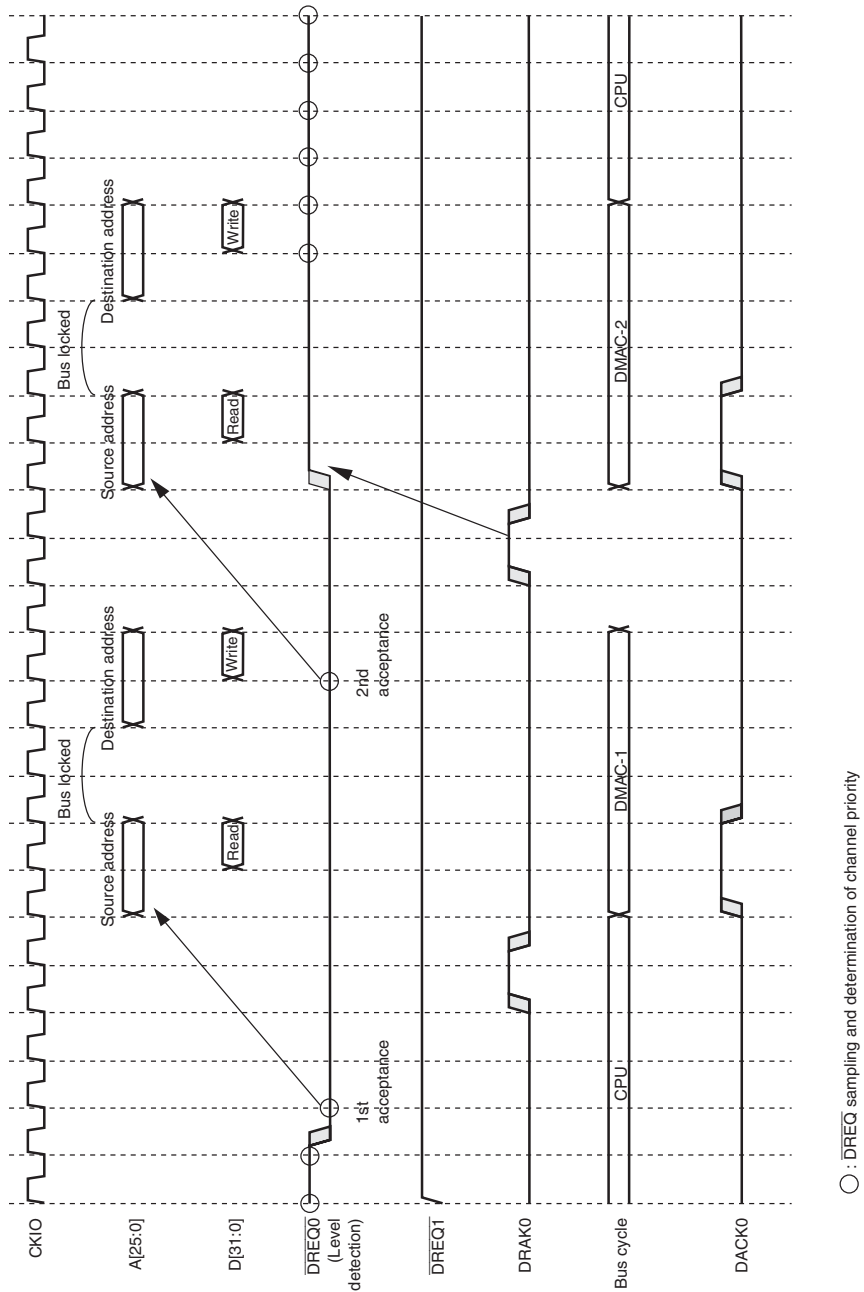 CKIO
Bus locked
Bus locked
Source address
Destination address
Source address
Destination address
A[25:0]
D[31:0]
Read
Write
Read
Write
DREQ0
(Level
detection)
1st
acceptance
2nd
acceptance
DREQ1
DRAK0
Bus cycle
CPU
DMAC-1
DMAC-2
CPU
DACK0
: DREQ sampling and determination of channel priority